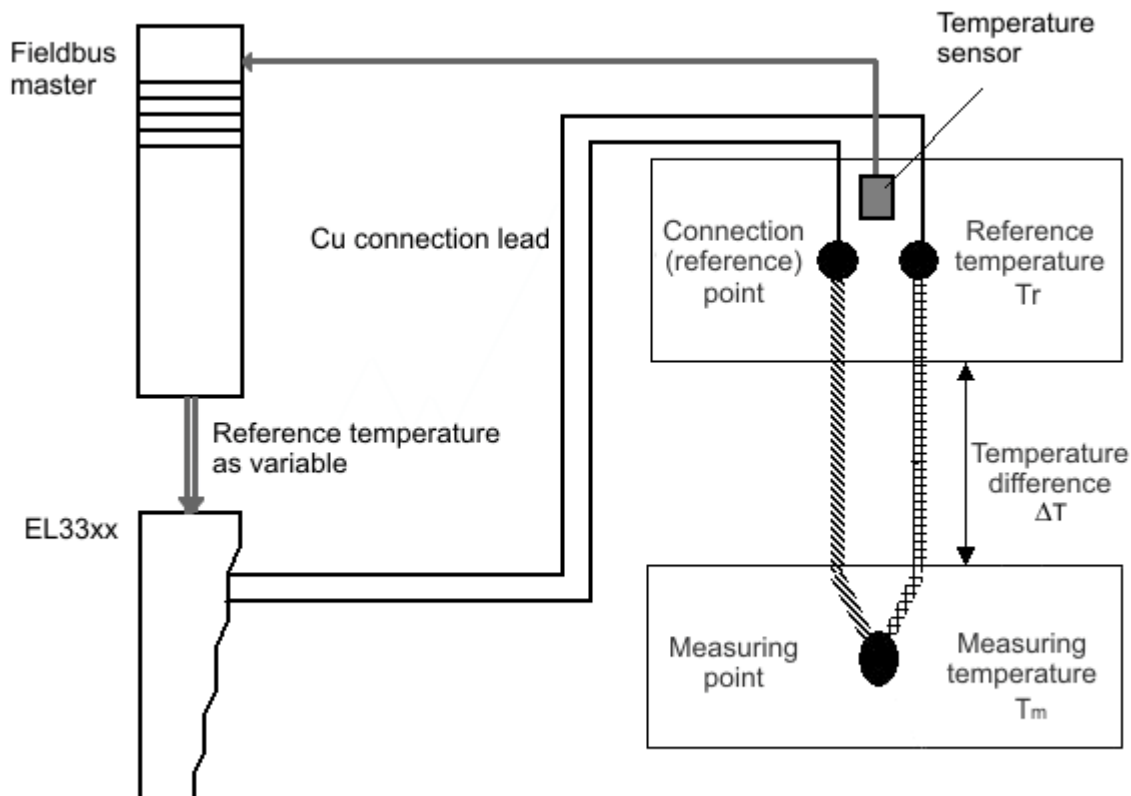 Fieldbus
master
Temperature
sensor
Cu connection lead
Connection
(reference)
point
Reference
temperature
Tr
Reference temperature
as variable
Temperature
difference
ΔT
EL33xx
Measuring
point
Measuring
temperature
Tm